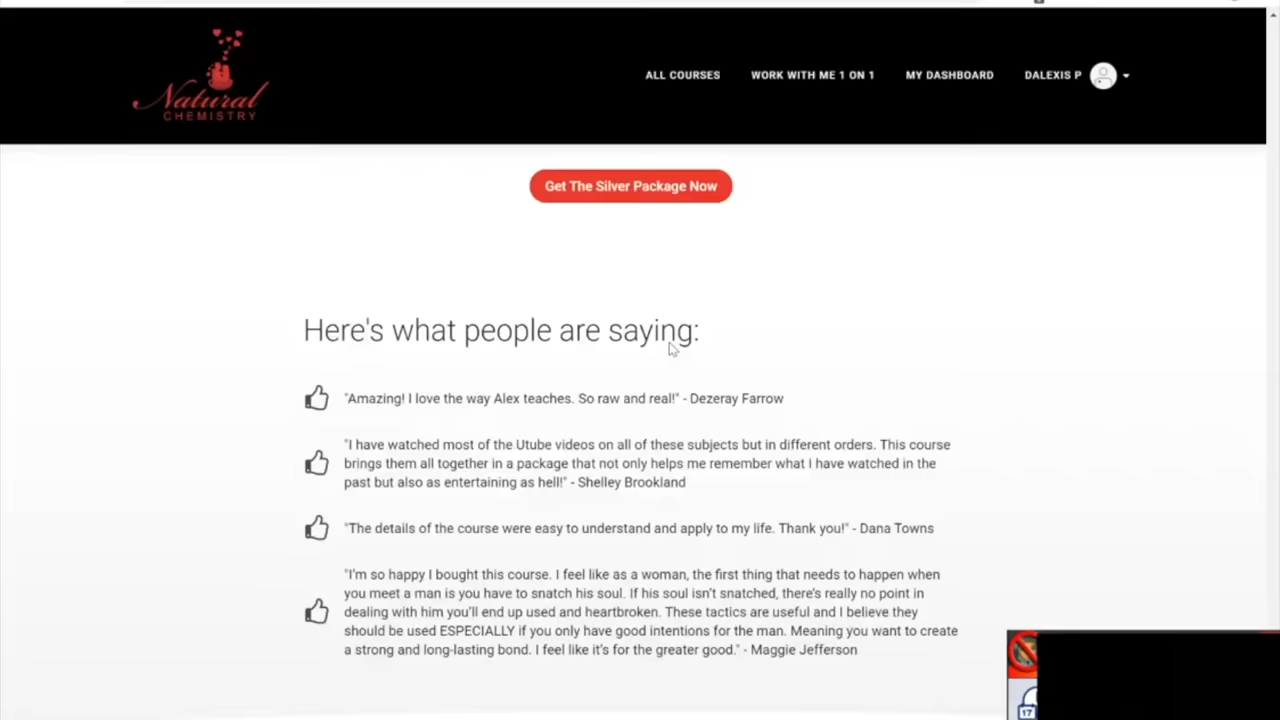 Natural
CHEMISTRY
ALL COURSES
WORK WITH ME 1 ON 1
MY DASHBOARD
DALEXIS P
Get The Silver Package Now
Here's what people are saying:
"Amazing! I love the way Alex teaches. So raw and real!" - Dezeray Farrow
"I have watched most of the Utube videos on all of these subjects but in different orders. This course
brings them all together in a package that not only helps me remember what I have watched in the
past but also as entertaining as hell!" - Shelley Brookland
"The details of the course were easy to understand and apply to my life. Thank you!" - Dana Towns
"I'm so happy I bought this course. I feel like as a woman, the first thing that needs to happen when
you meet a man is you have to snatch his soul. If his soul isn't snatched, there's really no point in
dealing with him you'll end up used and heartbroken. These tactics are useful and I believe they
should be used ESPECIALLY if you only have good intentions for the man. Meaning you want to create
a strong and long-lasting bond. I feel like it's for the greater good." - Maggie Jefferson
17